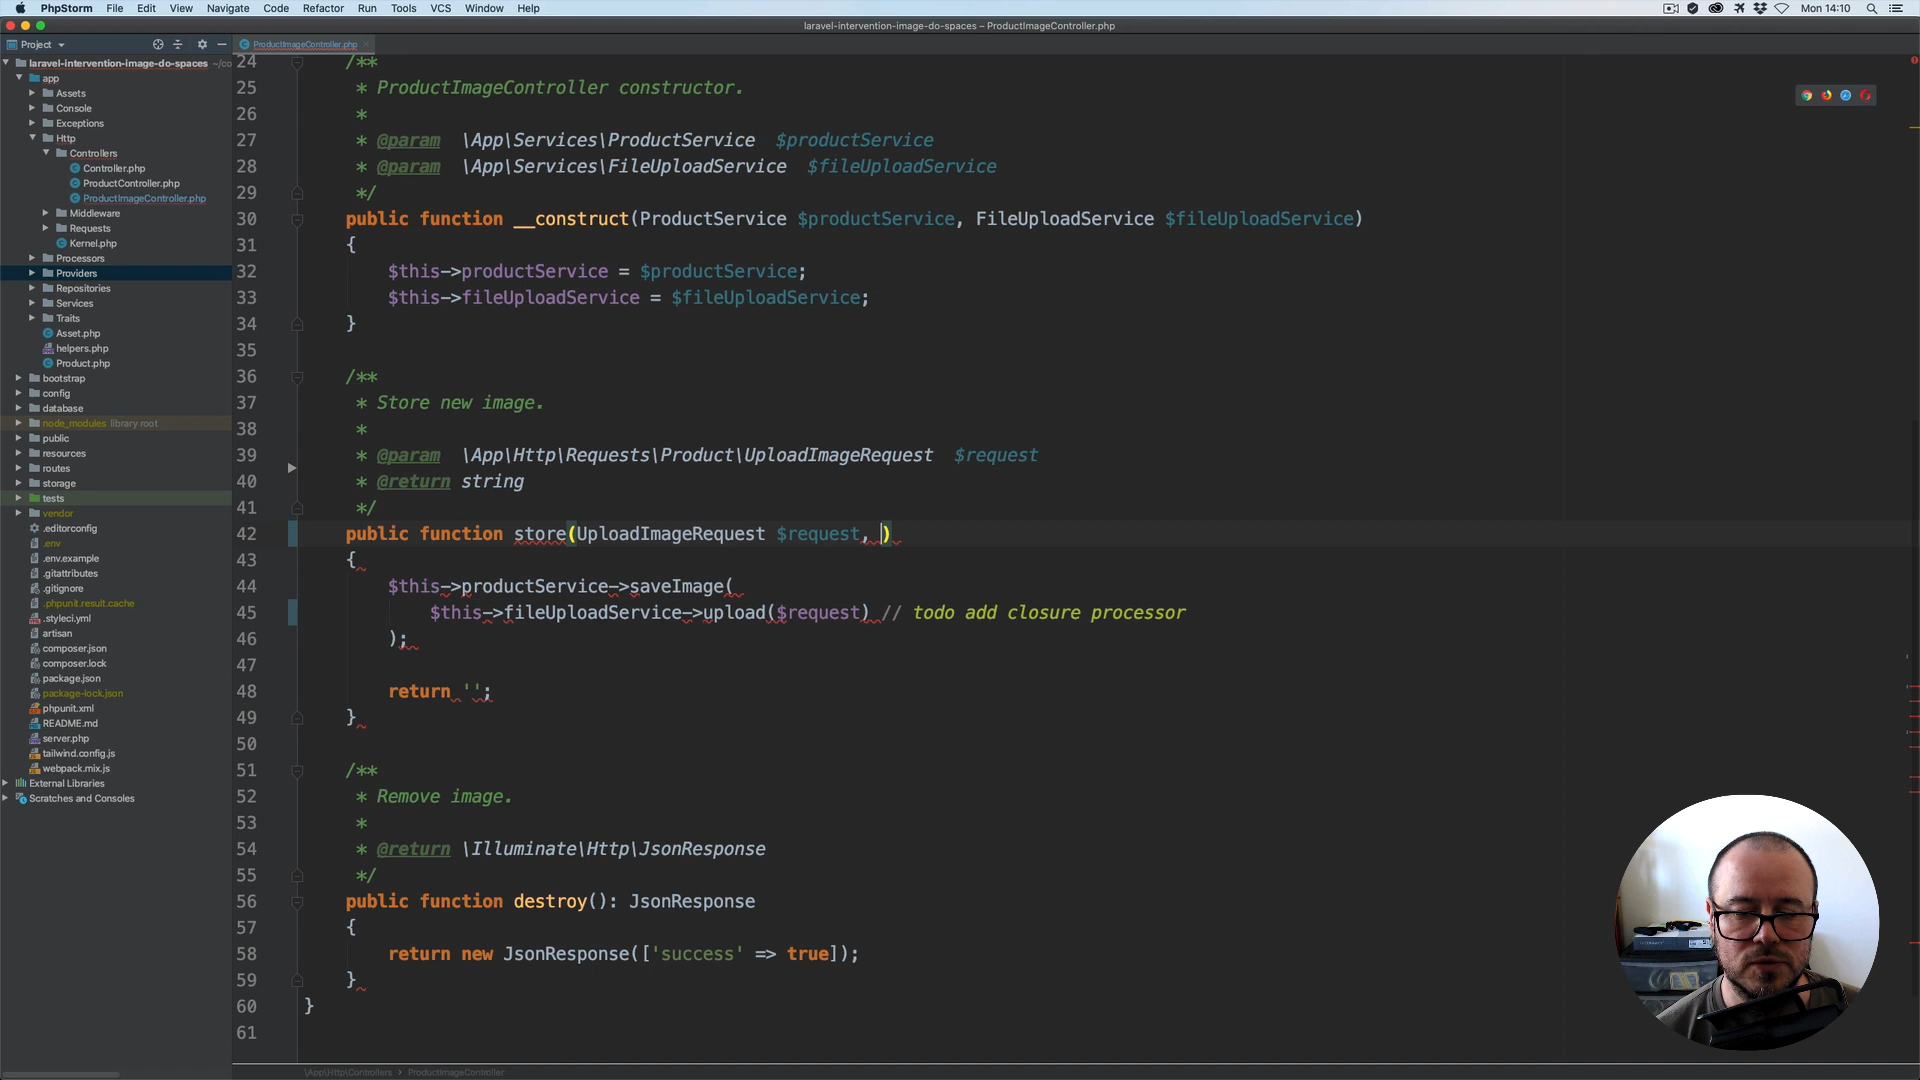 PhpStorm File Edit View Navigate Code Refactor Run Tools VCS Window Help Mon 14:10
laravel-intervention-image-do-spaces – ProductImageController.php
Project
ProductImageController.php
laravel-intervention-image-do-spaces ~/co
app
Assets
Console
Exceptions
Http
Controllers
Controller.php
ProductController.php
ProductImageController.php
Middleware
Requests
Kernel.php
Processors
Providers
Repositories
Services
Traits
Asset.php
helpers.php
Product.php
bootstrap
config
database
node_modules library root
public
resources
routes
storage
tests
vendor
.editorconfig
.env
.env.example
.gitattributes
.gitignore
.phpunit.result.cache
.styleci.yml
artisan
composer.json
composer.lock
package.json
package-lock.json
phpunit.xml
README.md
server.php
tailwind.config.js
webpack.mix.js
External Libraries
Scratches and Consoles
24 /**
25 * ProductImageController constructor.
26 *
27 * @param \App\Services\ProductService $productService
28 * @param \App\Services\FileUploadService $fileUploadService
29 */
30 public function __construct(ProductService $productService, FileUploadService $fileUploadService)
31 {
32 $this->productService = $productService;
33 $this->fileUploadService = $fileUploadService;
34 }
35
36 /**
37 * Store new image.
38 *
39 * @param \App\Http\Requests\Product\UploadImageRequest $request
40 * @return string
41 */
42 public function store(UploadImageRequest $request, )
43 {
44 $this->productService->saveImage(
45 $this->fileUploadService->upload($request) // todo add closure processor
46 );
47
48 return '';
49 }
50
51 /**
52 * Remove image.
53 *
54 * @return \Illuminate\Http\JsonResponse
55 */
56 public function destroy(): JsonResponse
57 {
58 return new JsonResponse(['success' => true]);
59 }
60 }
61
\App\Http\Controllers › ProductImageController